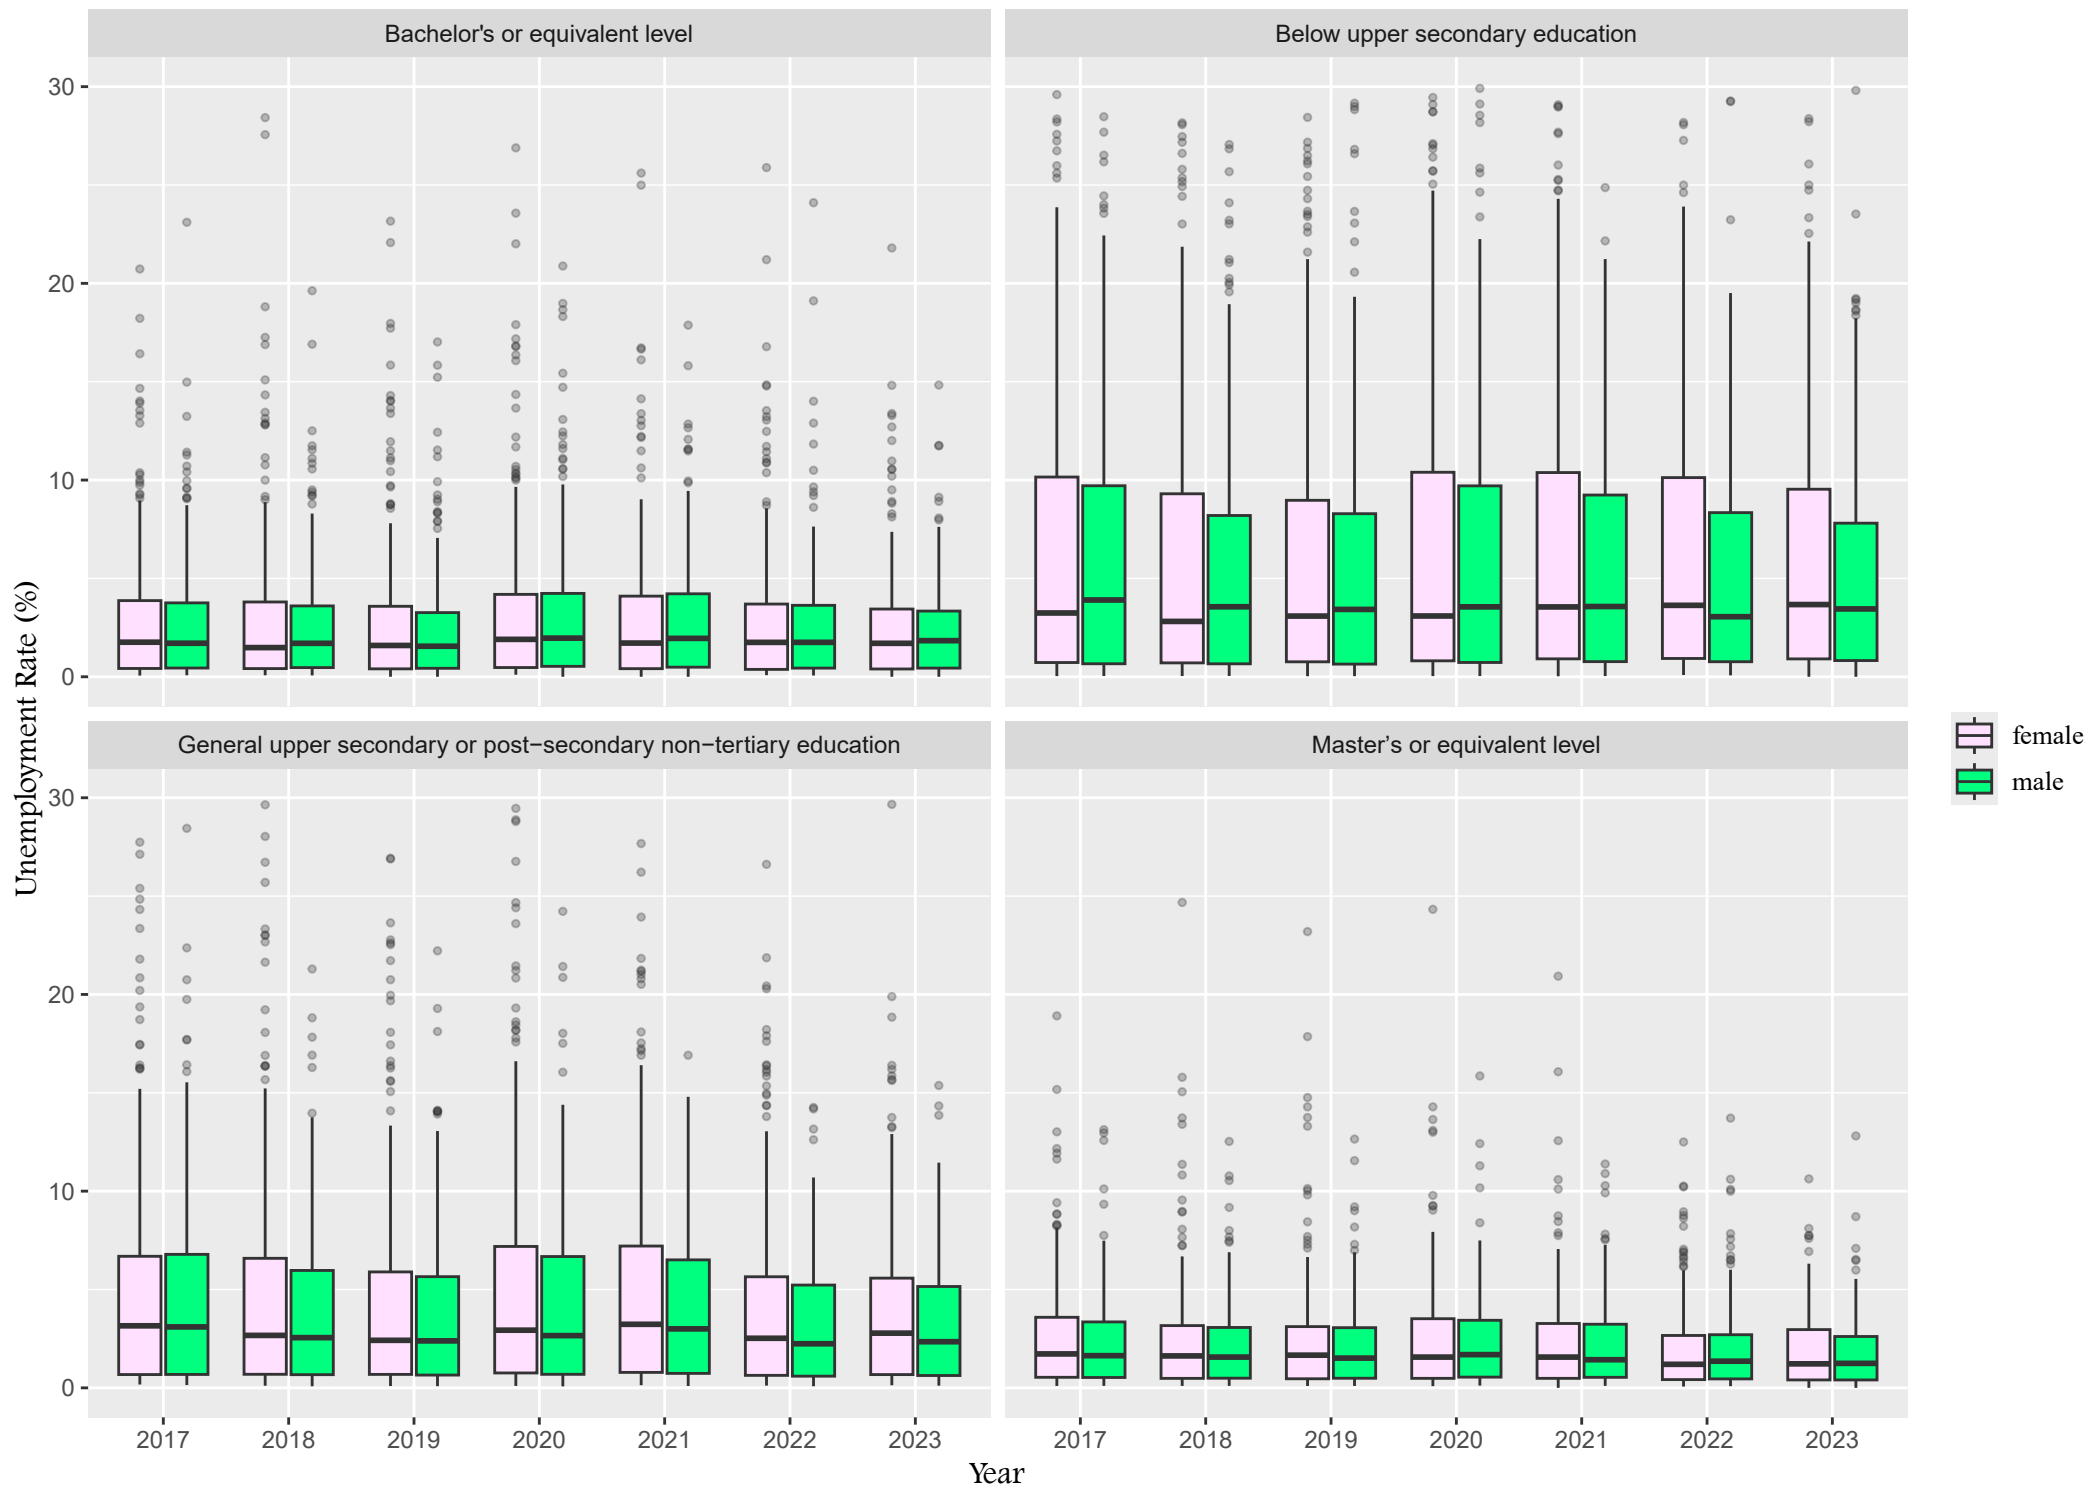 Bachelor's or equivalent level
Below upper secondary education
30
20
10
0
General upper secondary or post−secondary non−tertiary education
Master’s or equivalent level
30
20
10
0
2017 2018 2019 2020 2021 2022 2023
2017 2018 2019 2020 2021 2022 2023
Year
Unemployment Rate (%)
female
male